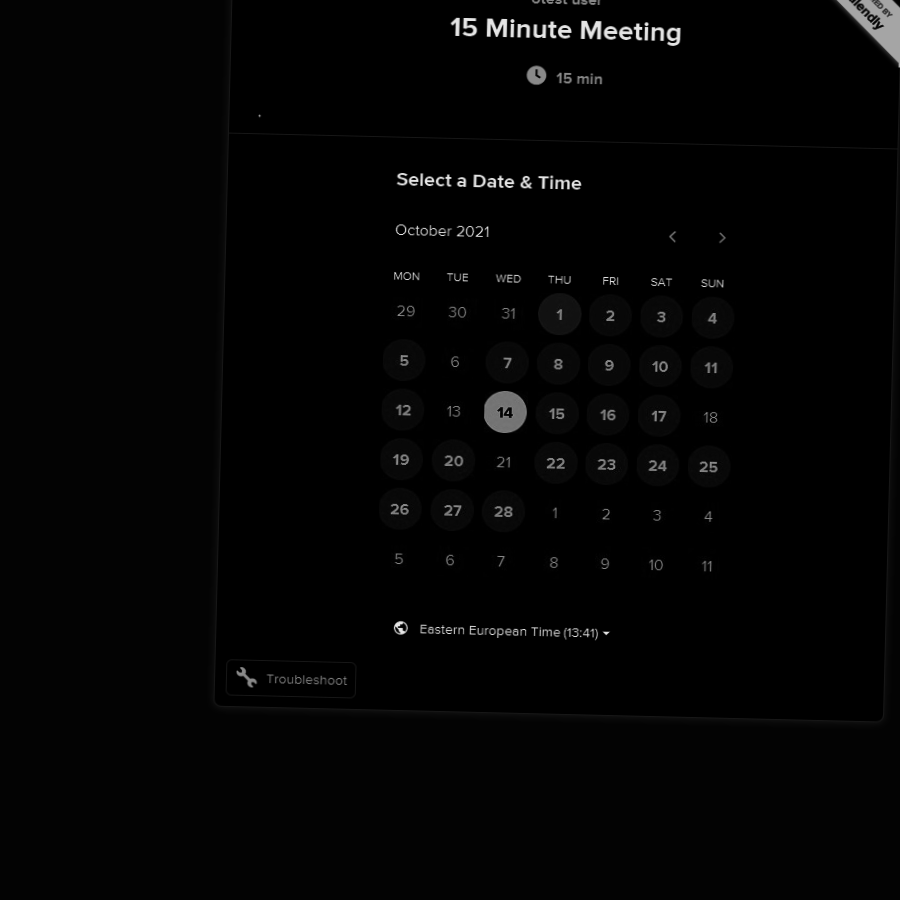 15 Minute Meeting
15 min
.
Select a Date & Time
October 2021
MON TUE WED THU FRI SAT SUN
29 30 31 1 2 3 4
5 6 7 8 9 10 11
12 13 14 15 16 17 18
19 20 21 22 23 24 25
26 27 28 1 2 3 4
5 6 7 8 9 10 11
Eastern European Time (13:41)
Troubleshoot